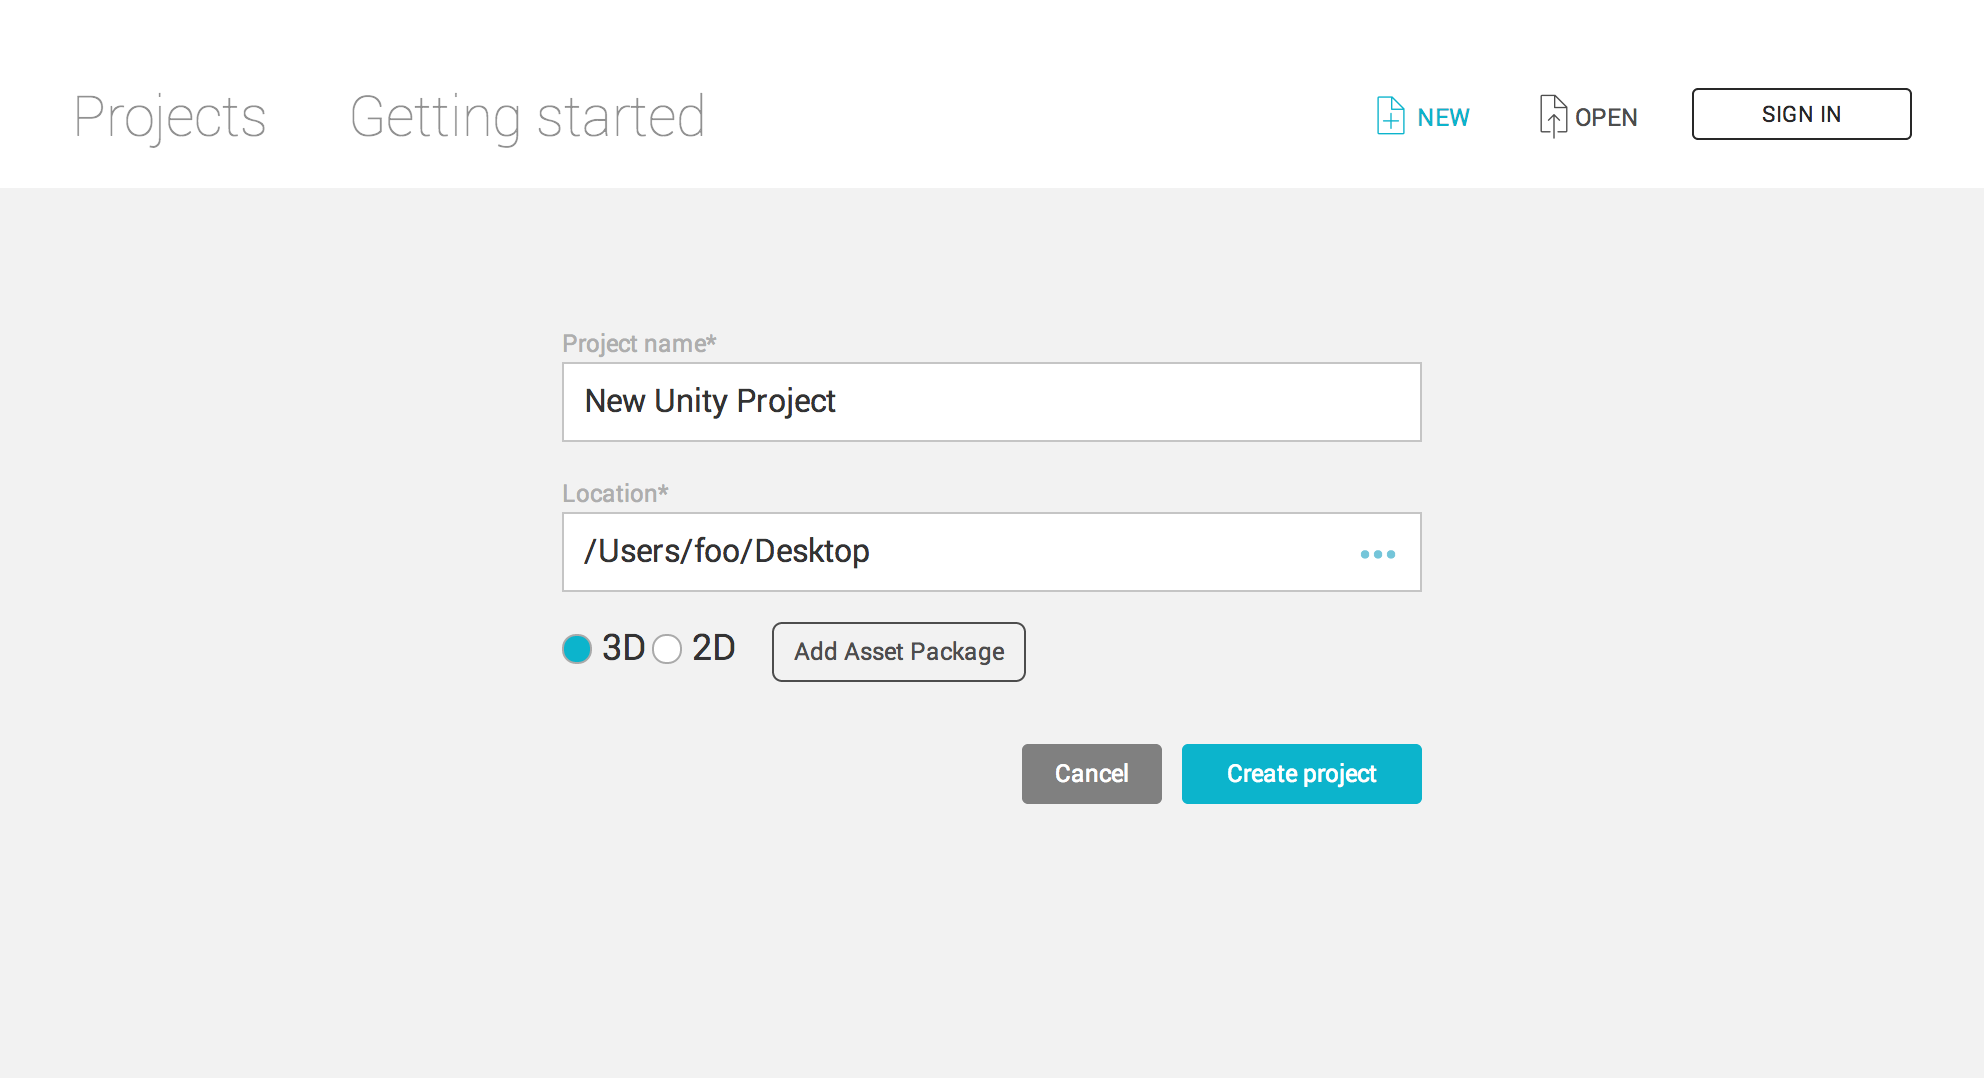 Projects Getting started NEW OPEN SIGN IN
Project name*
New Unity Project
Location*
/Users/foo/Desktop
3D 2D Add Asset Package
Cancel Create project